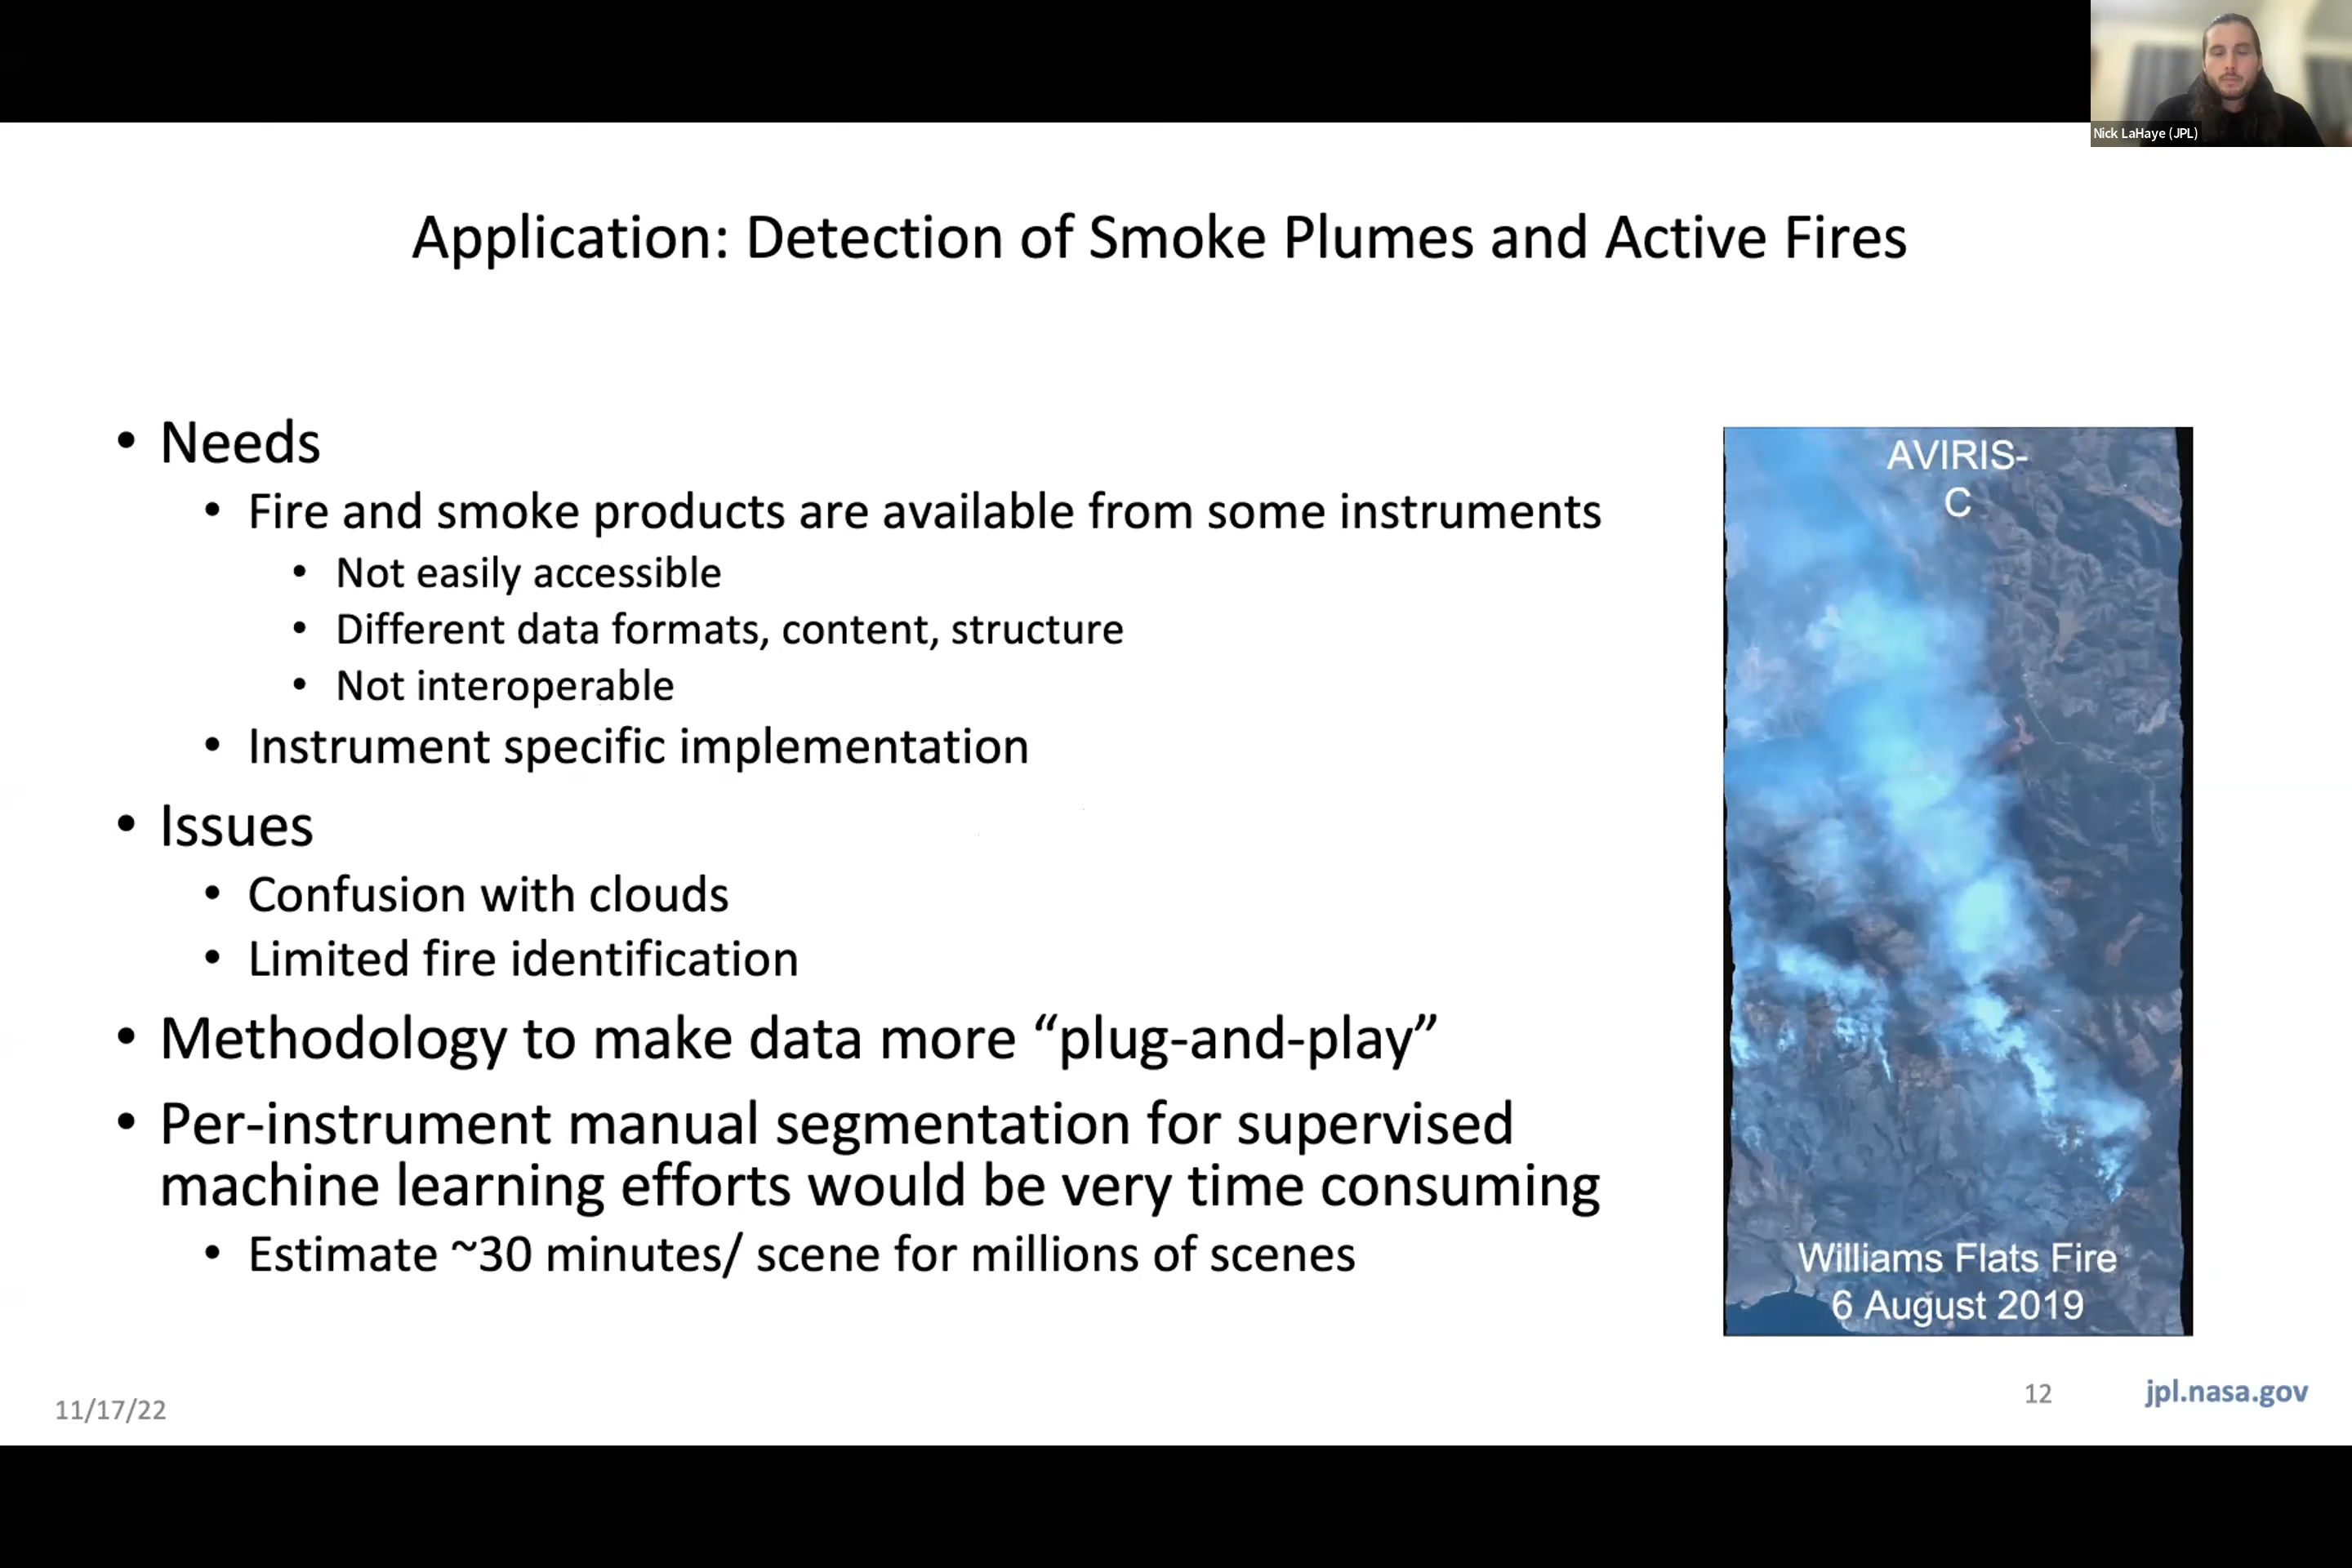 Nick LaHaye (JPL)
Application: Detection of Smoke Plumes and Active Fires
• Needs
• Fire and smoke products are available from some instruments
• Not easily accessible
• Different data formats, content, structure
• Not interoperable
• Instrument specific implementation
• Issues
• Confusion with clouds
• Limited fire identification
• Methodology to make data more “plug-and-play”
• Per-instrument manual segmentation for supervised
machine learning efforts would be very time consuming
• Estimate ~30 minutes/ scene for millions of scenes
AVIRIS-
C
Williams Flats Fire
6 August 2019
11/17/22
12
jpl.nasa.gov